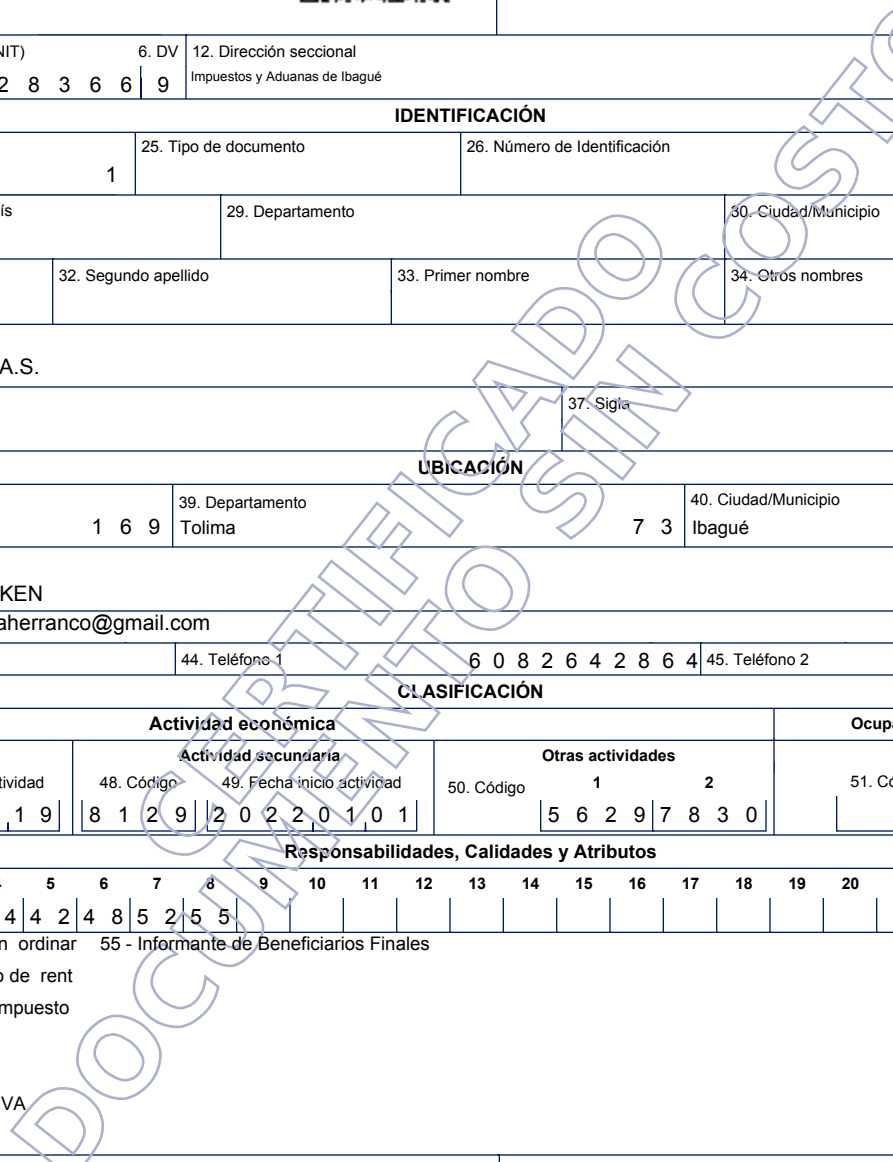 NIT) 6. DV 12. Dirección seccional
2 8 3 6 6 9 Impuestos y Aduanas de Ibagué
IDENTIFICACIÓN
25. Tipo de documento 26. Número de Identificación
1
ís 29. Departamento 30. Ciudad/Municipio
32. Segundo apellido 33. Primer nombre 34. Otros nombres
A.S.
37. Sigla
UBICACIÓN
39. Departamento 40. Ciudad/Municipio
1 6 9 Tolima 7 3 Ibagué
KEN
aherranco@gmail.com
44. Teléfono 1 6 0 8 2 6 4 2 8 6 4 45. Teléfono 2
CLASIFICACIÓN
Actividad económica Ocupa
Actividad secundaria Otras actividades
tividad 48. Código 49. Fecha inicio actividad 50. Código 1 2 51. Có
1 9 8 1 2 9 2 0 2 2 0 1 0 1 5 6 2 9 7 8 3 0
Responsabilidades, Calidades y Atributos
5 6 7 8 9 10 11 12 13 14 15 16 17 18 19 20
4 4 2 4 8 5 2 5 5
n ordinar 55 - Informante de Beneficiarios Finales
o de rent
mpuesto
VA
CERTIFICADO
DOCUMENTO SIN COSTO